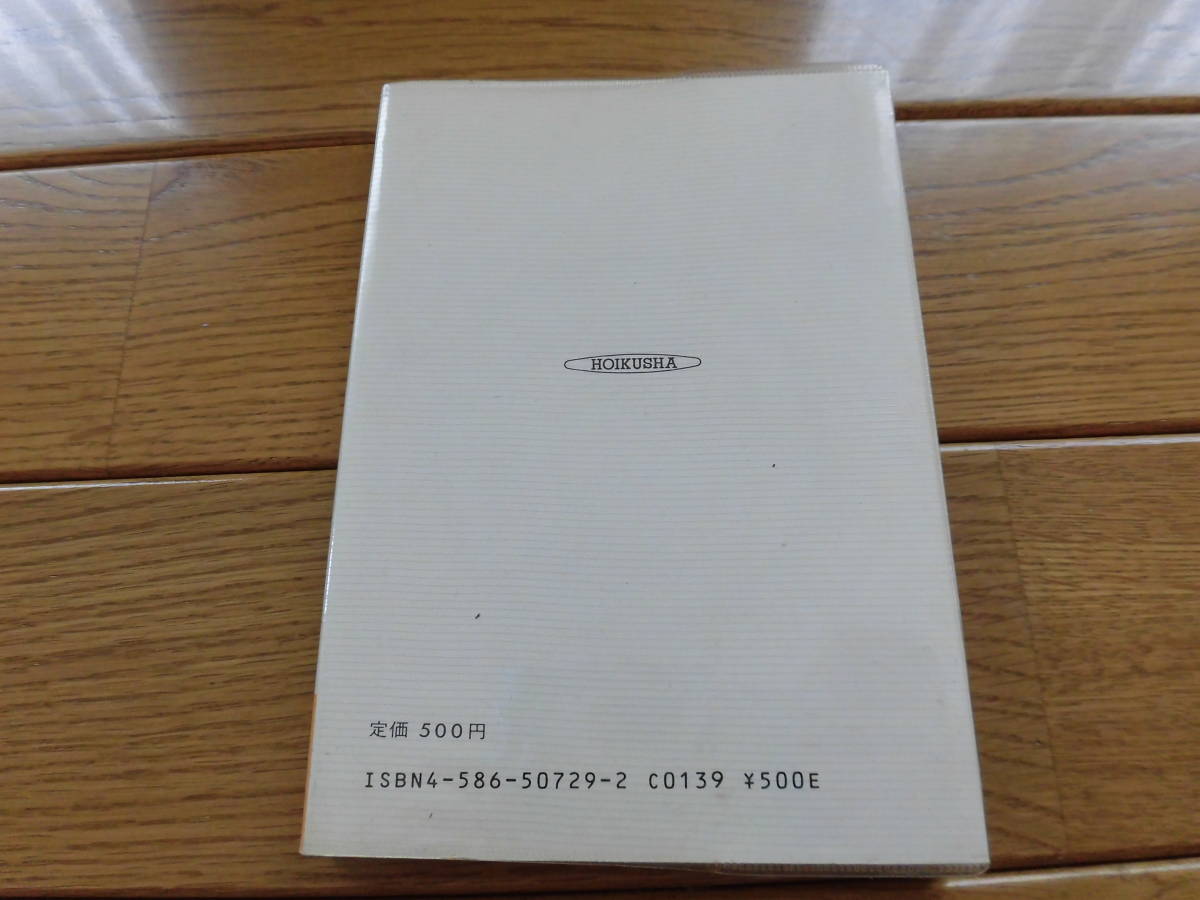 HOIKUSHA
定価 500円
ISBN4-586-50729-2 C0139 ¥500E